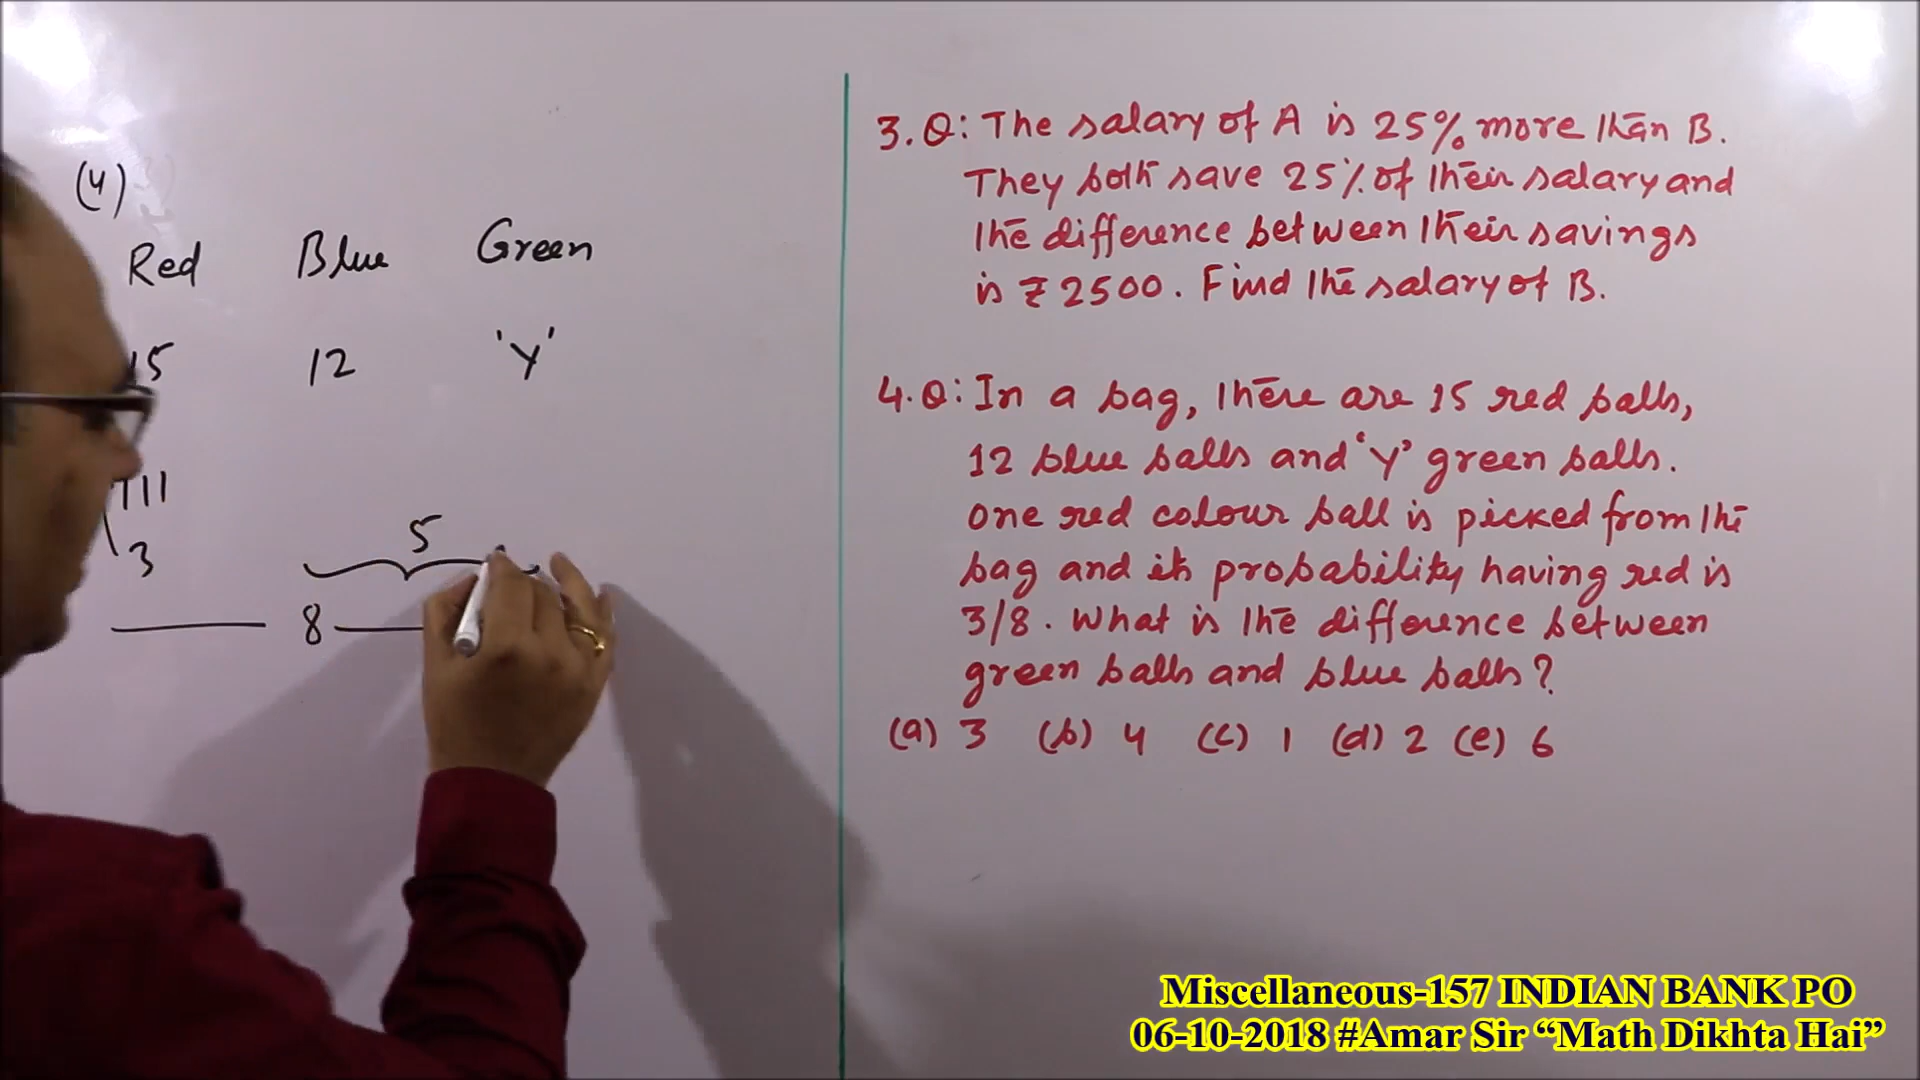 (4)
Red Blue Green
15 12 'Y'
111
3
5
8
3.Q: The salary of A is 25% more than B.
They both save 25% of their salary and
the difference between their savings
is ₹2500. Find the salary of B.
4.Q: In a bag, there are 15 red balls,
12 blue balls and 'Y' green balls.
One red colour ball is picked from the
bag and its probability having red is
3/8. What is the difference between
green balls and blue balls?
(a) 3 (b) 4 (c) 1 (d) 2 (e) 6
Miscellaneous-157 INDIAN BANK PO
06-10-2018 #Amar Sir “Math Dikhta Hai”